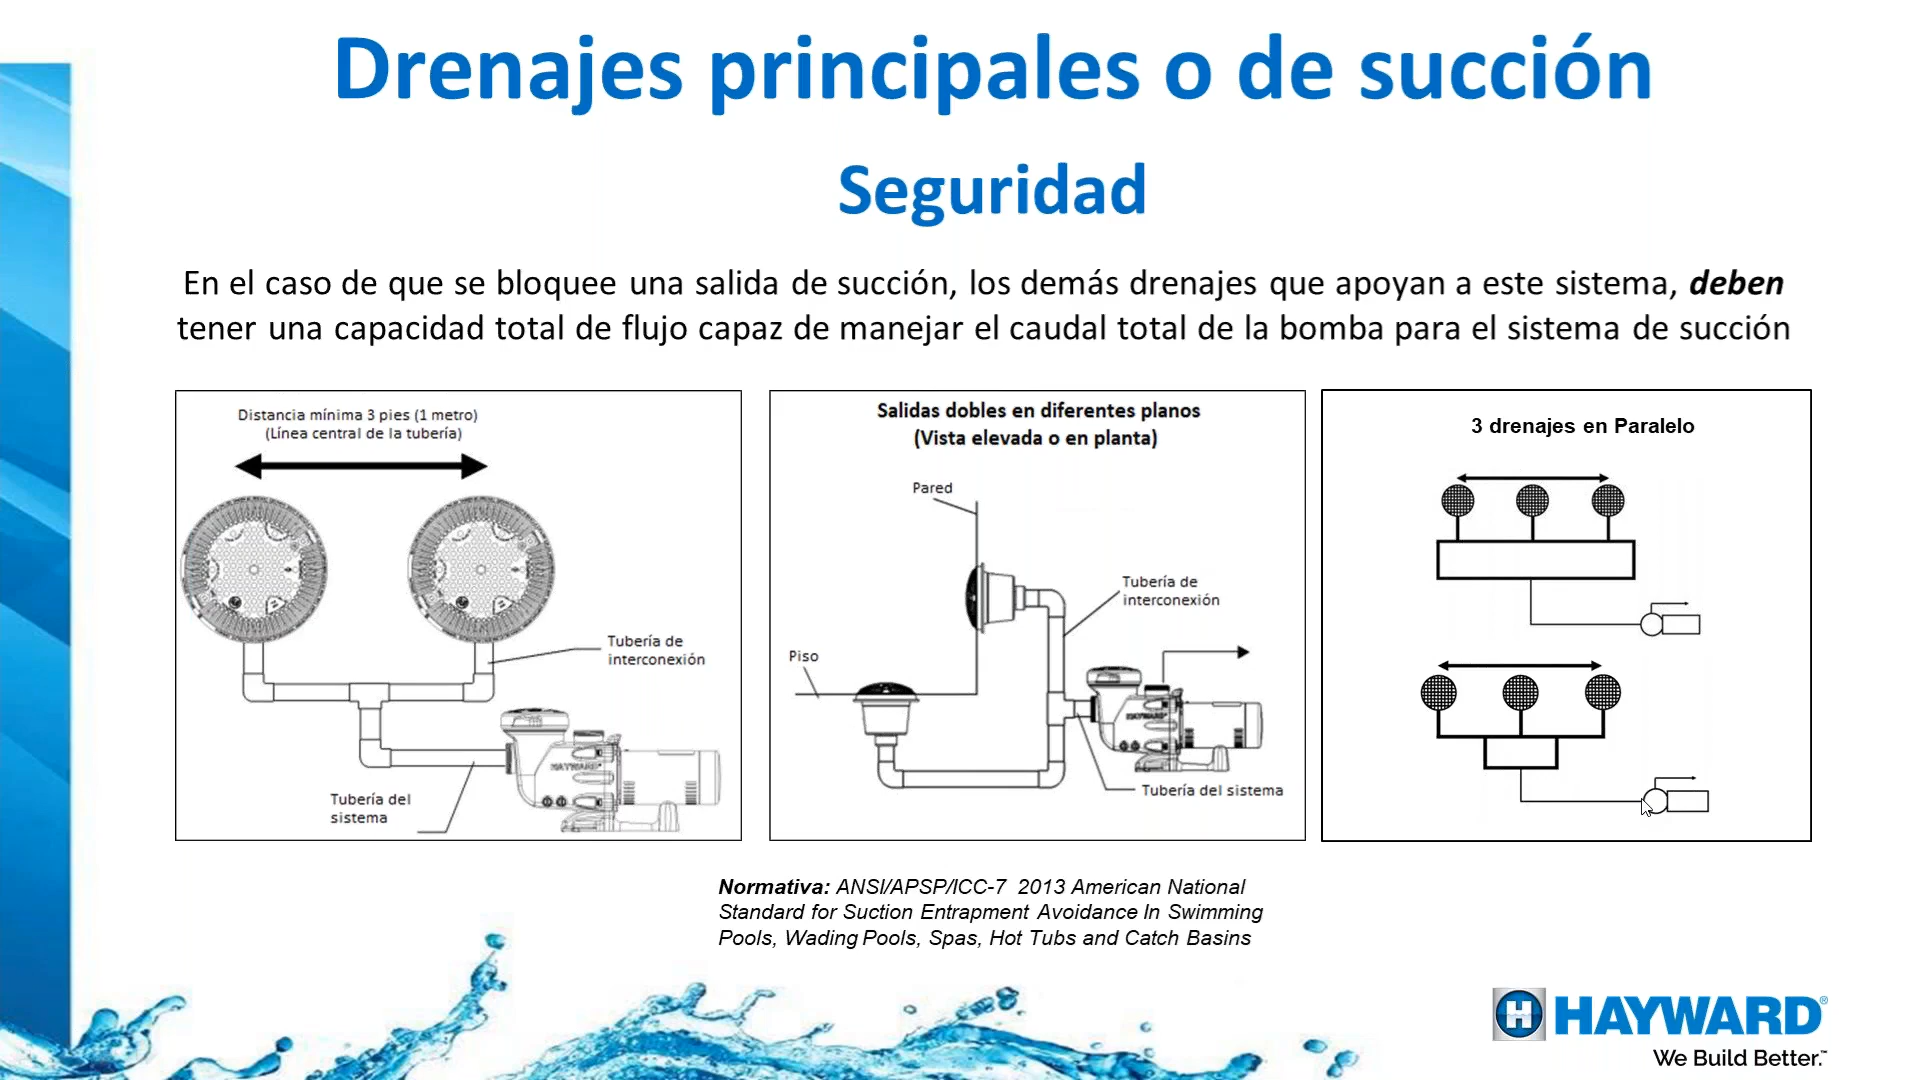 Drenajes principales o de succión
Seguridad
En el caso de que se bloquee una salida de succión, los demás drenajes que apoyan a este sistema, deben
tener una capacidad total de flujo capaz de manejar el caudal total de la bomba para el sistema de succión
Distancia mínima 3 pies (1 metro)
(Línea central de la tubería)
Tubería de
interconexión
HAYWARD
Tubería del
sistema
Salidas dobles en diferentes planos
(Vista elevada o en planta)
Pared
Tubería de
interconexión
Piso
HAYWARD
Tubería del sistema
3 drenajes en Paralelo
Normativa: ANSI/APSP/ICC-7 2013 American National
Standard for Suction Entrapment Avoidance In Swimming
Pools, Wading Pools, Spas, Hot Tubs and Catch Basins
H HAYWARD®
We Build Better.™